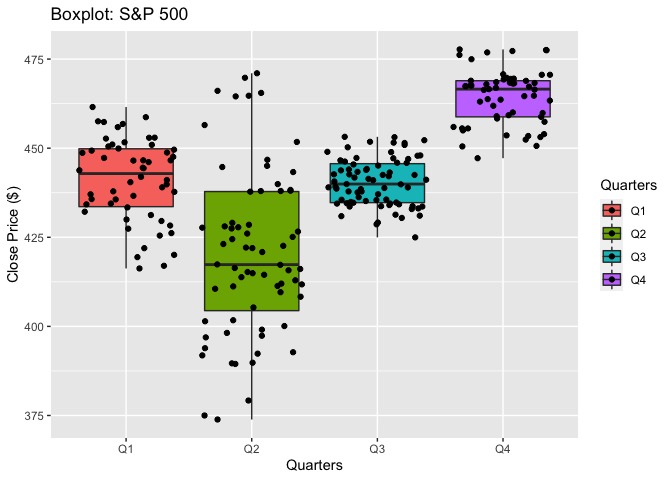 Boxplot: S&P 500
Close Price ($)
475
450
425
400
375
Q1 Q2 Q3 Q4
Quarters
Quarters
Q1
Q2
Q3
Q4